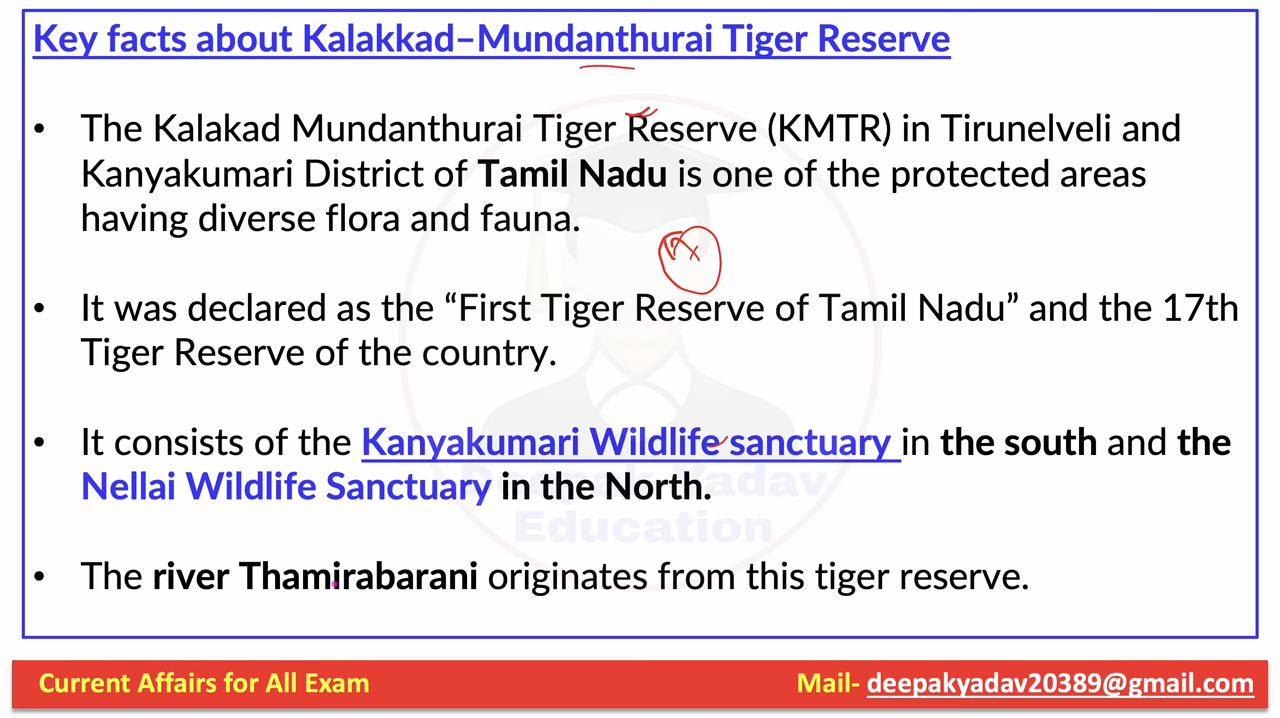 Key facts about Kalakkad–Mundanthurai Tiger Reserve
• The Kalakad Mundanthurai Tiger Reserve (KMTR) in Tirunelveli and
Kanyakumari District of Tamil Nadu is one of the protected areas
having diverse flora and fauna.
• It was declared as the “First Tiger Reserve of Tamil Nadu” and the 17th
Tiger Reserve of the country.
• It consists of the Kanyakumari Wildlife sanctuary in the south and the
Nellai Wildlife Sanctuary in the North.
• The river Thamirabarani originates from this tiger reserve.
Yadav
Education
Current Affairs for All Exam
Mail- deepakyadav20389@gmail.com